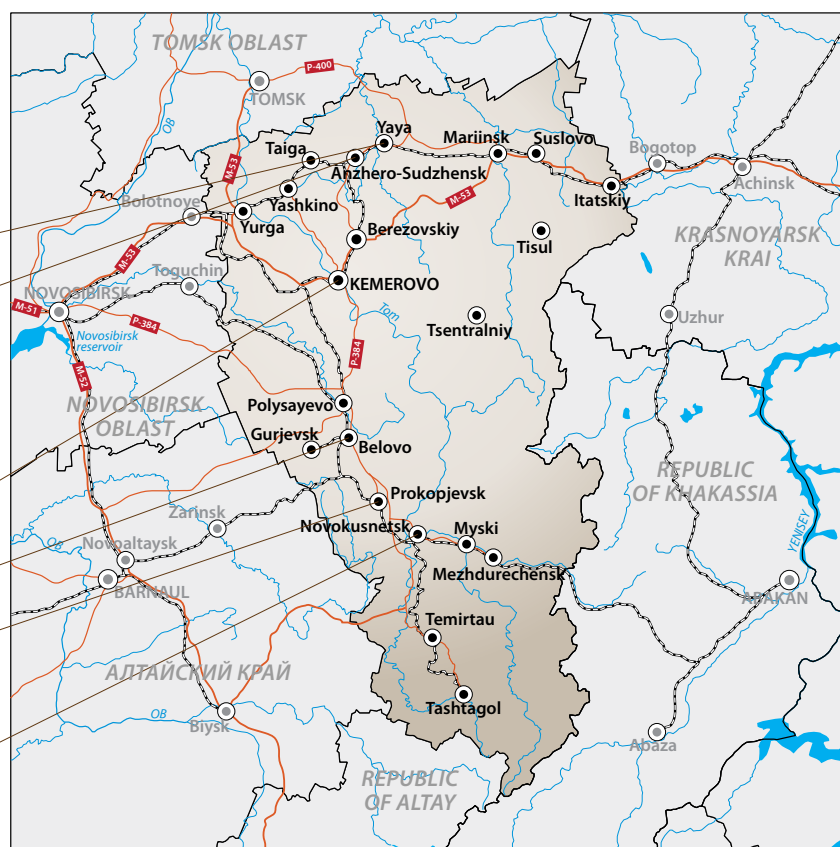 TOMSK OBLAST
P-400
TOMSK
OB
Yaya
Mariinsk
Suslovo
Taiga
Bogotop
M-53
Anzhero-Sudzhensk
Achinsk
Yashkino
M-53
Itatskiy
Bolotnoye
Yurga
Berezovskiy
Tisul
KRASNOYARSK
KRAI
M-53
Toguchin
KEMEROVO
NOVOSIBIRSK
M-51
Tom
Tsentralniy
Uzhur
P-384
Novosibirsk
reservoir
P-384
M-52
NOVOSIBIRSK
OBLAST
Polysayevo
Gurjevsk
Belovo
REPUBLIC
OF KHAKASSIA
Prokopjevsk
Zarinsk
Novokusnetsk
Myski
YENISEY
Ob
Novoaltaysk
Mezhdurechensk
BARNAUL
ABAKAN
Temirtau
АЛТАЙСКИЙ КРАЙ
Tashtagol
OB
Biysk
Abaza
REPUBLIC
OF ALTAY